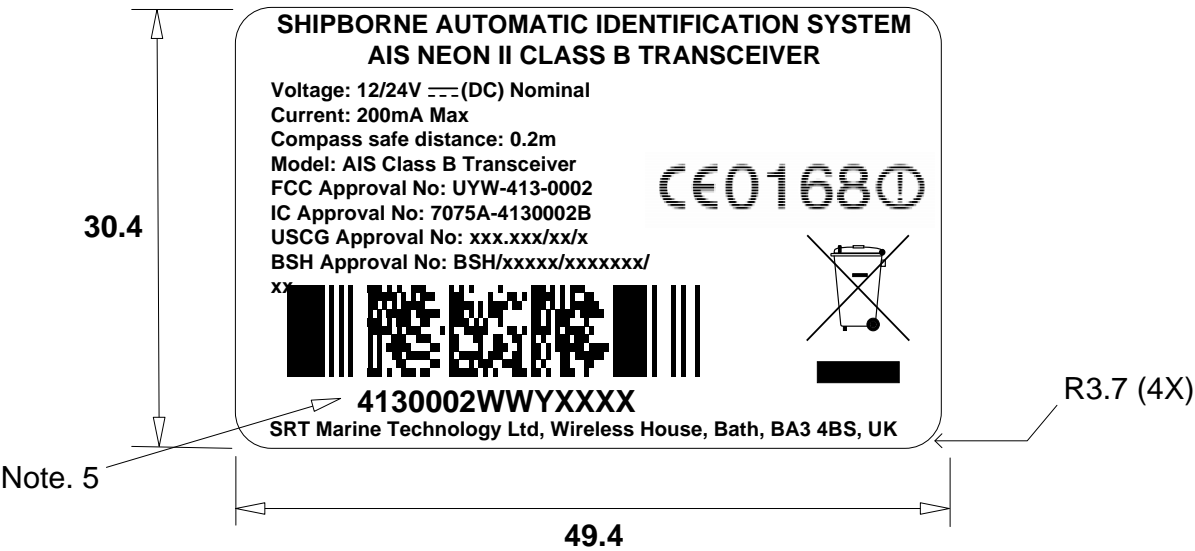 SHIPBORNE AUTOMATIC IDENTIFICATION SYSTEM
AIS NEON II CLASS B TRANSCEIVER
Voltage: 12/24V ⎓ (DC) Nominal
Current: 200mA Max
Compass safe distance: 0.2m
Model: AIS Class B Transceiver
FCC Approval No: UYW-413-0002
IC Approval No: 7075A-4130002B
USCG Approval No: xxx.xxx/xx/x
BSH Approval No: BSH/xxxxx/xxxxxxx/
xx
CE0168
30.4
4130002WWYXXXX
SRT Marine Technology Ltd, Wireless House, Bath, BA3 4BS, UK
R3.7 (4X)
Note. 5
49.4